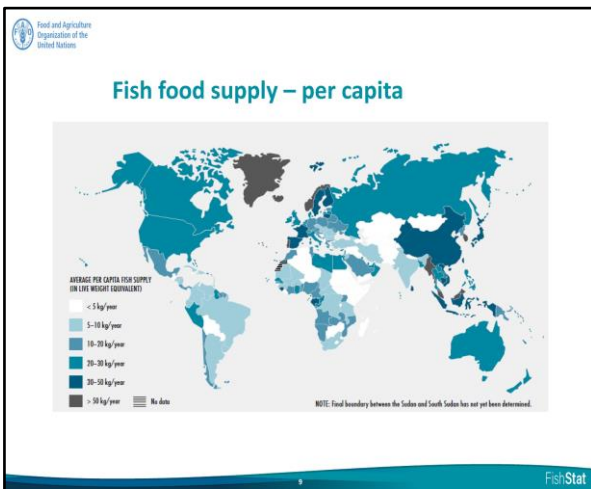 Food and Agriculture
Organization of the
United Nations
Fish food supply – per capita
AVERAGE PER CAPITA FISH SUPPLY
(IN LIVE WEIGHT EQUIVALENT)
< 5 kg/year
5–10 kg/year
10–20 kg/year
20–30 kg/year
30–50 kg/year
> 50 kg/year No data
NOTE: Final boundary between the Sudan and South Sudan has not yet been determined.
9
FishStat